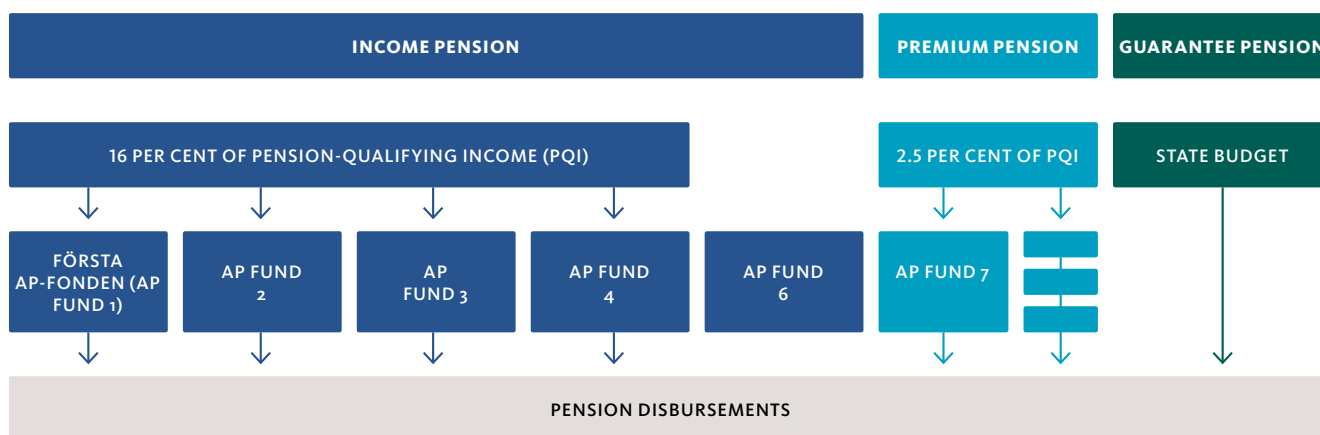 INCOME PENSION
PREMIUM PENSION
GUARANTEE PENSION
16 PER CENT OF PENSION-QUALIFYING INCOME (PQI)
2.5 PER CENT OF PQI
STATE BUDGET
FÖRSTA
AP-FONDEN (AP
FUND 1)
AP FUND
2
AP
FUND 3
AP FUND
4
AP FUND
6
AP FUND 7
PENSION DISBURSEMENTS